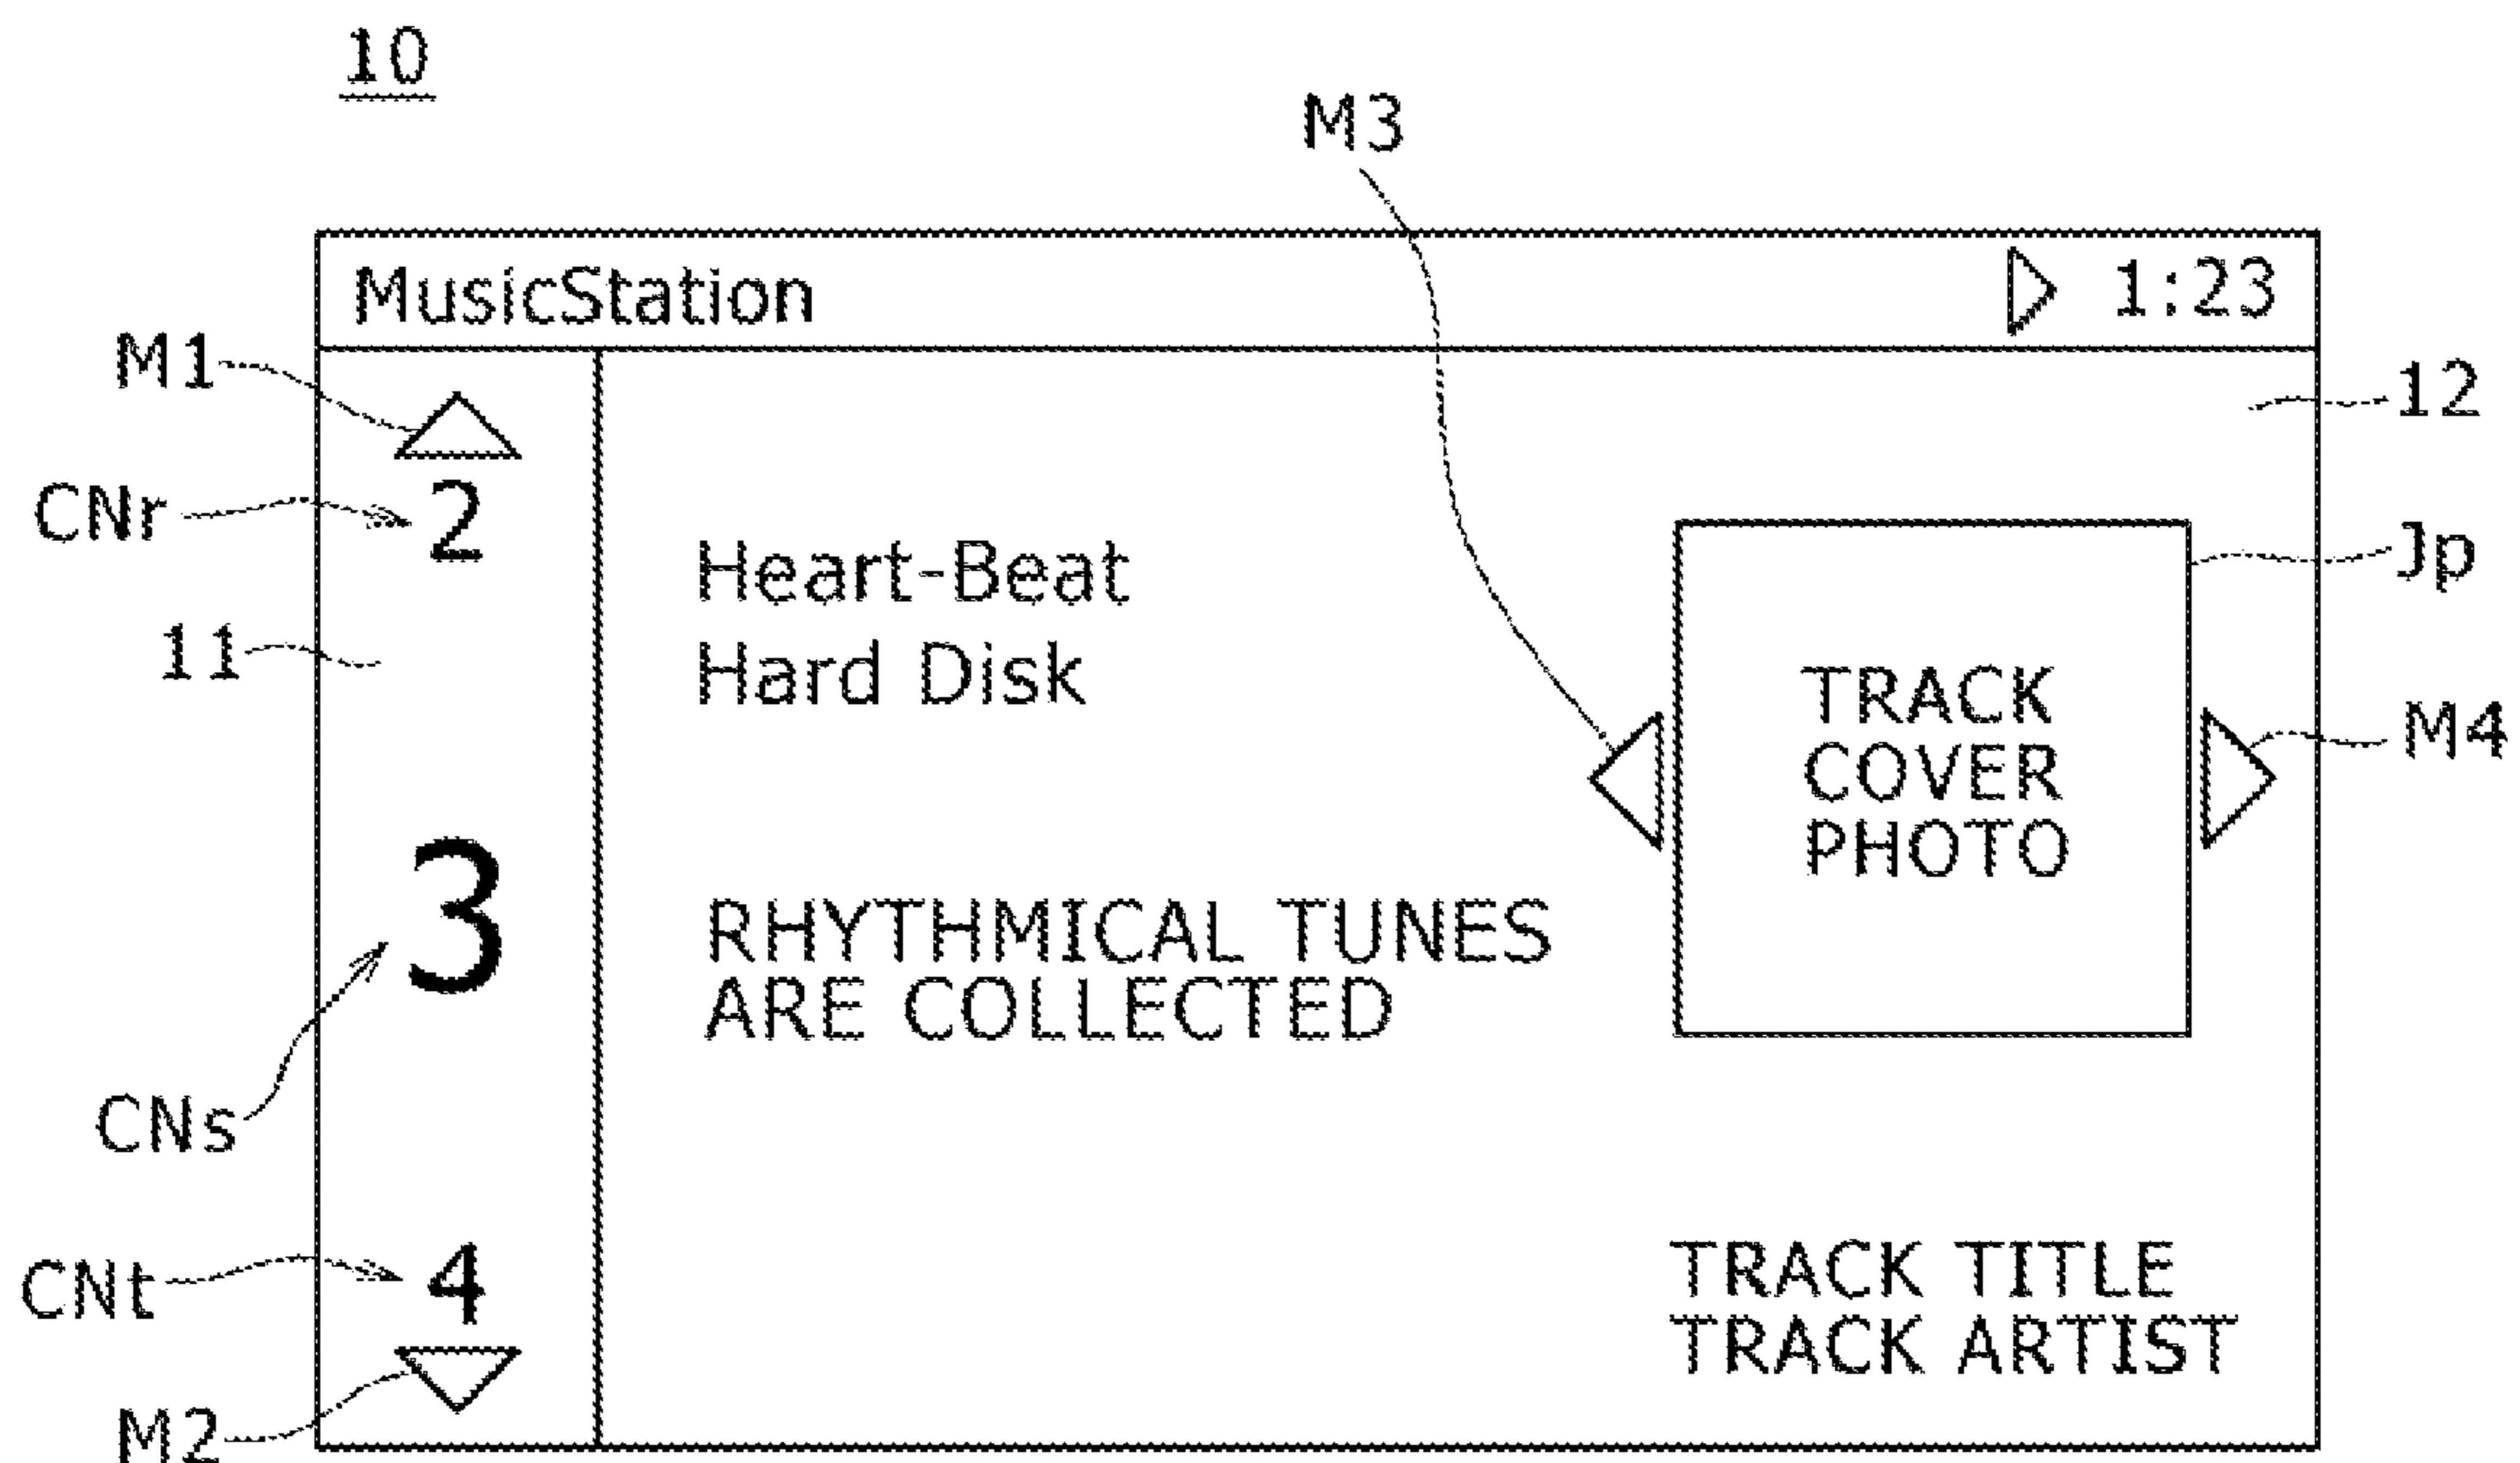 10
M3
MusicStation
1:23
M1
12
CNr
2
Jp
Heart-Beat
11
Hard Disk
TRACK
COVER
PHOTO
M4
3
RHYTHMICAL TUNES
ARE COLLECTED
CNs
CNt
4
TRACK TITLE
TRACK ARTIST
M2